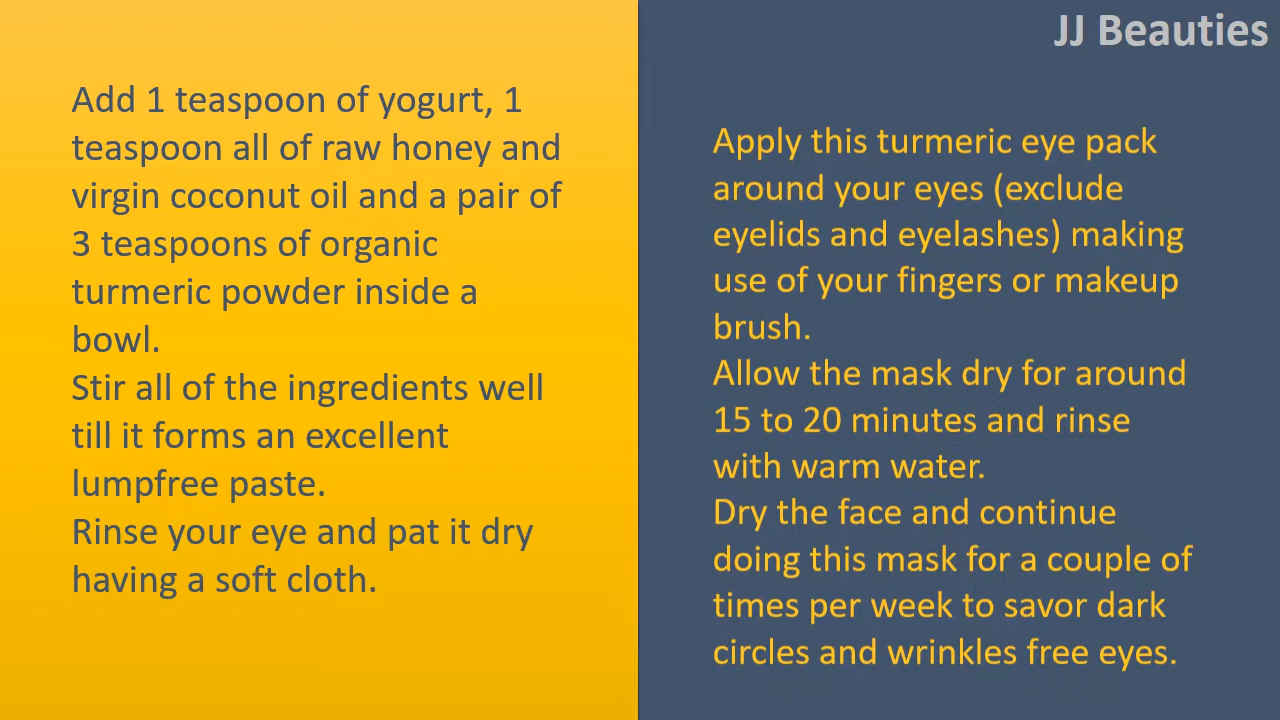 JJ Beauties
Add 1 teaspoon of yogurt, 1
teaspoon all of raw honey and
virgin coconut oil and a pair of
3 teaspoons of organic
turmeric powder inside a
bowl.
Stir all of the ingredients well
till it forms an excellent
lumpfree paste.
Rinse your eye and pat it dry
having a soft cloth.
Apply this turmeric eye pack
around your eyes (exclude
eyelids and eyelashes) making
use of your fingers or makeup
brush.
Allow the mask dry for around
15 to 20 minutes and rinse
with warm water.
Dry the face and continue
doing this mask for a couple of
times per week to savor dark
circles and wrinkles free eyes.